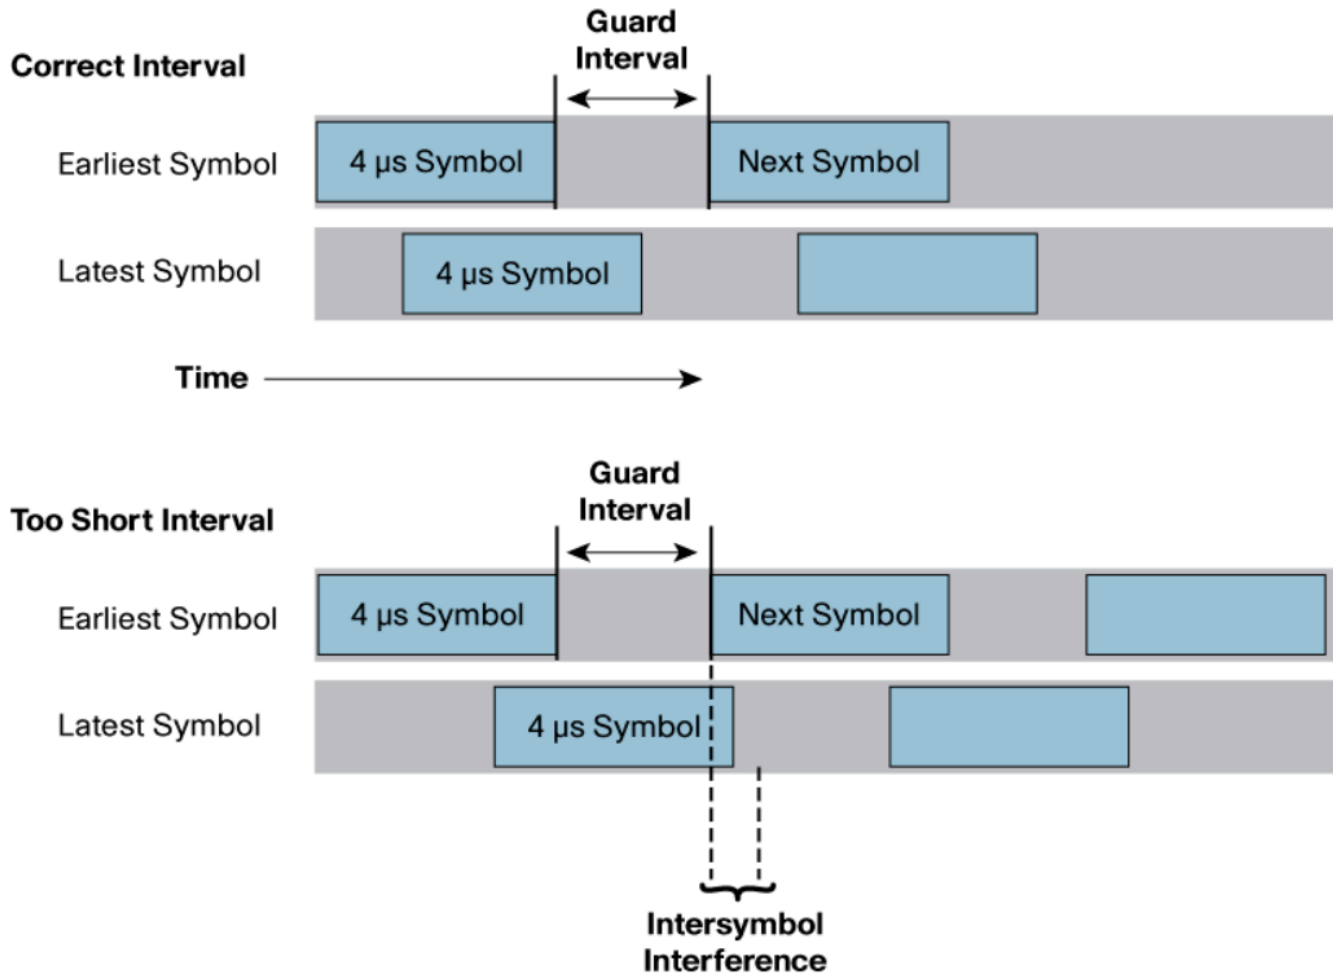 Guard
Interval
Correct Interval
Earliest Symbol
4 µs Symbol
Next Symbol
Latest Symbol
4 µs Symbol
Time
Guard
Interval
Too Short Interval
Earliest Symbol
4 µs Symbol
Next Symbol
Latest Symbol
4 µs Symbol
Intersymbol
Interference